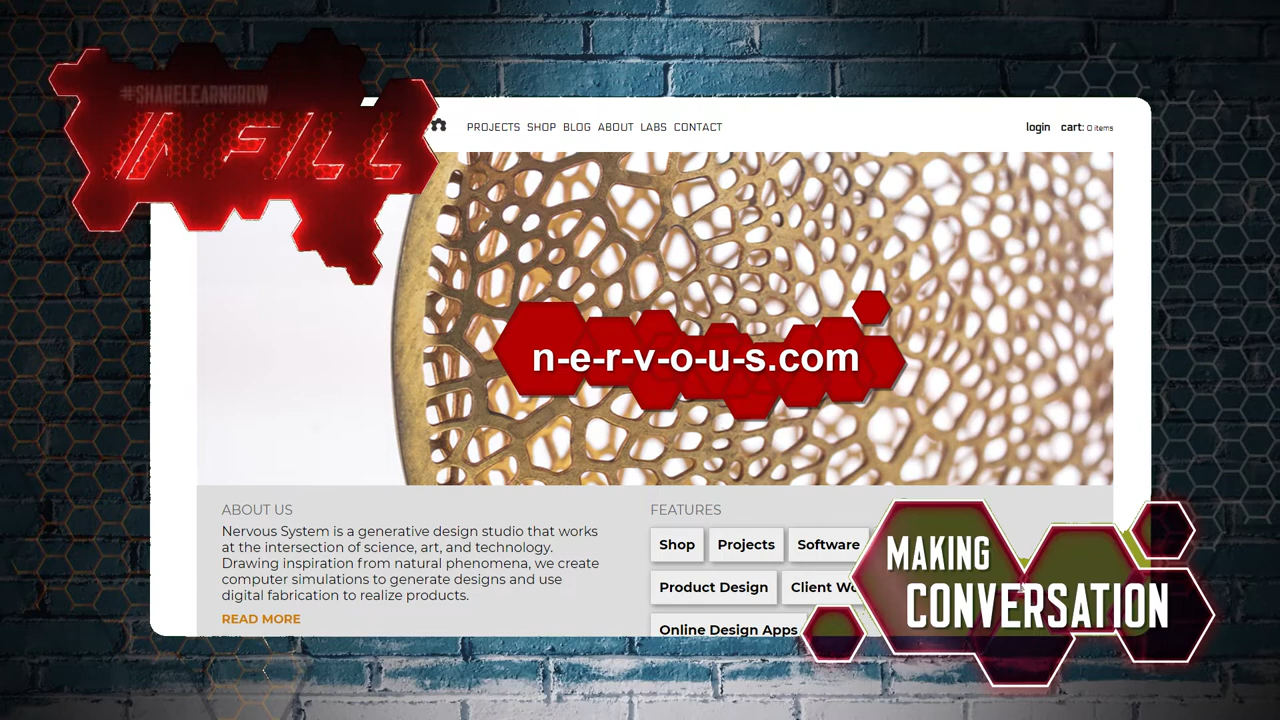 #SHARELEARNGROW
INFILL
PROJECTS SHOP BLOG ABOUT LABS CONTACT
login cart: 0 items
n-e-r-v-o-u-s.com
ABOUT US
Nervous System is a generative design studio that works
at the intersection of science, art, and technology.
Drawing inspiration from natural phenomena, we create
computer simulations to generate designs and use
digital fabrication to realize products.
READ MORE
FEATURES
Shop Projects Software
Product Design Client Wo
Online Design Apps
MAKING
CONVERSATION